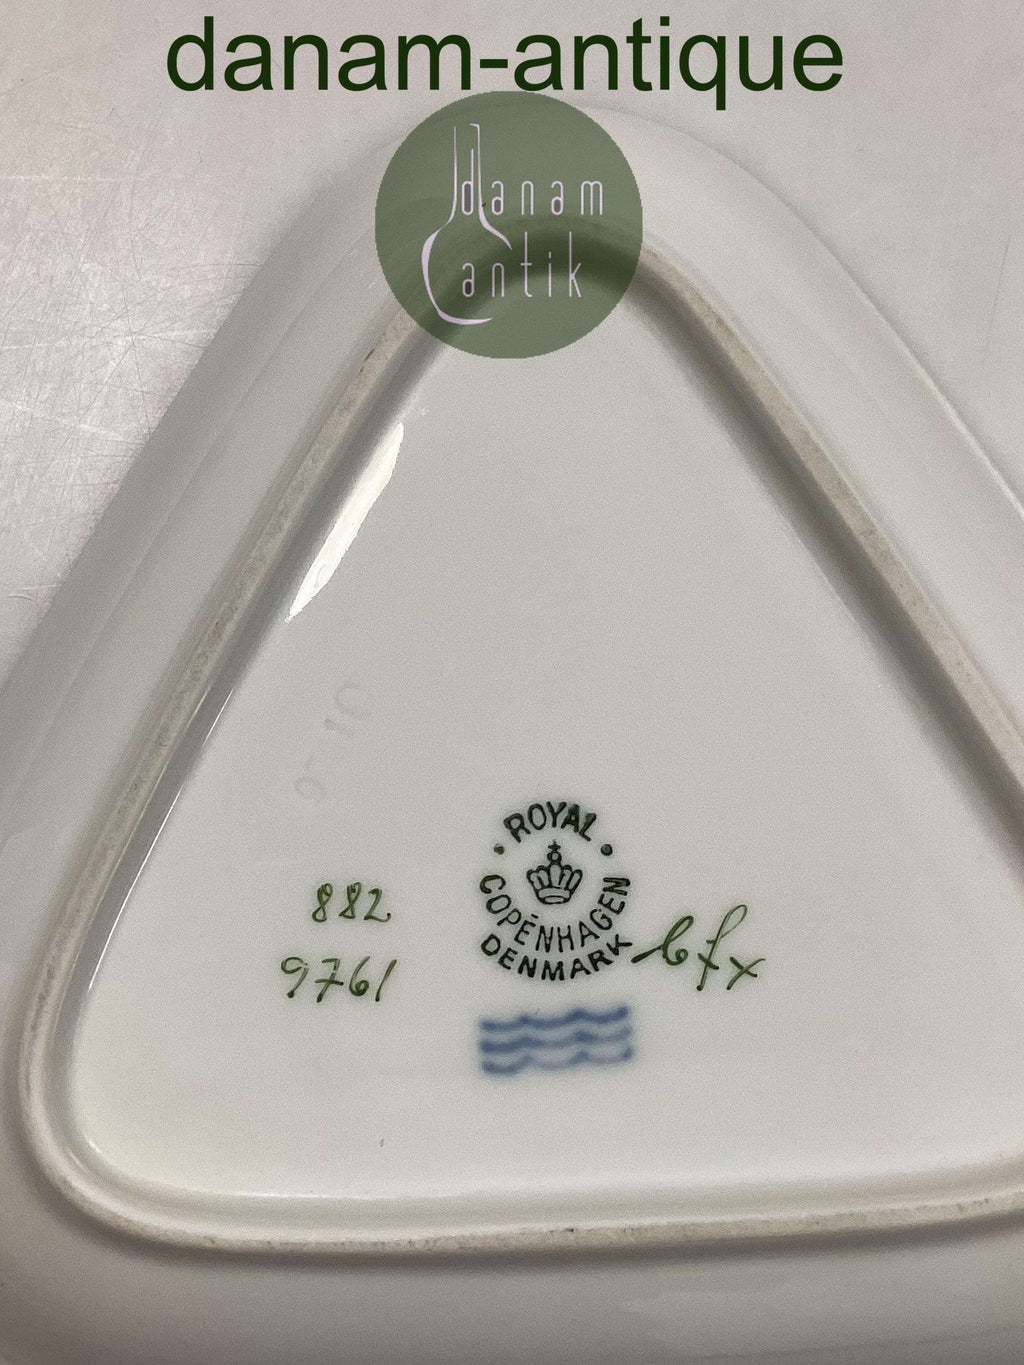 danam-antique
danam
antik
ROYAL
COPENHAGEN
DENMARK
882
9761